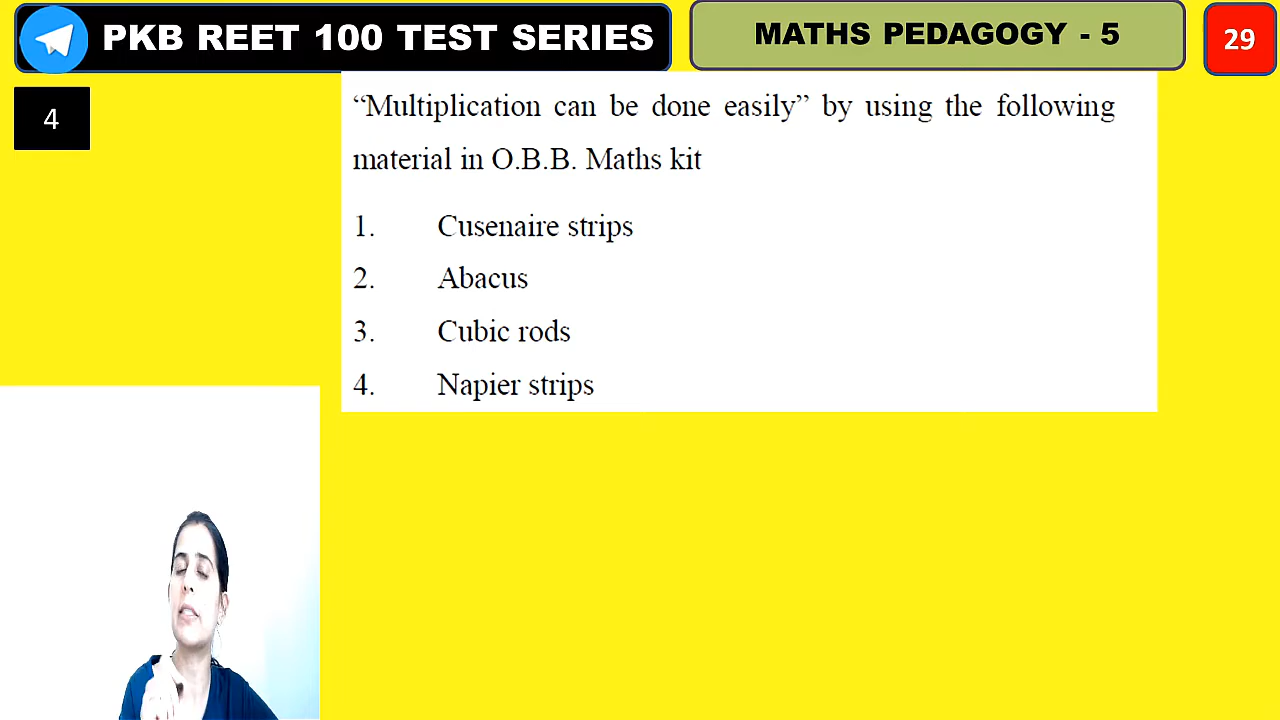 PKB REET 100 TEST SERIES
MATHS PEDAGOGY - 5
29
4
“Multiplication can be done easily” by using the following
material in O.B.B. Maths kit
1. Cusenaire strips
2. Abacus
3. Cubic rods
4. Napier strips